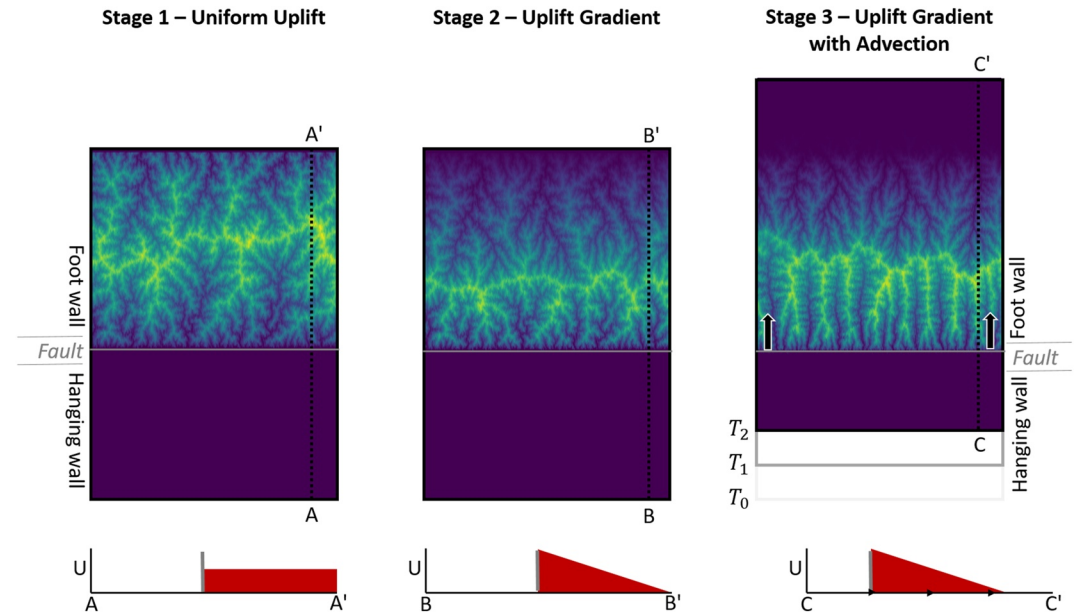 Stage 1 – Uniform Uplift
Stage 2 – Uplift Gradient
Stage 3 – Uplift Gradient
with Advection
A'
B'
C'
Foot wall
Fault
Hanging wall
A
B
C
Foot wall
Fault
Hanging wall
T2
T1
T0
U
A
A'
U
B
B'
U
C
C'